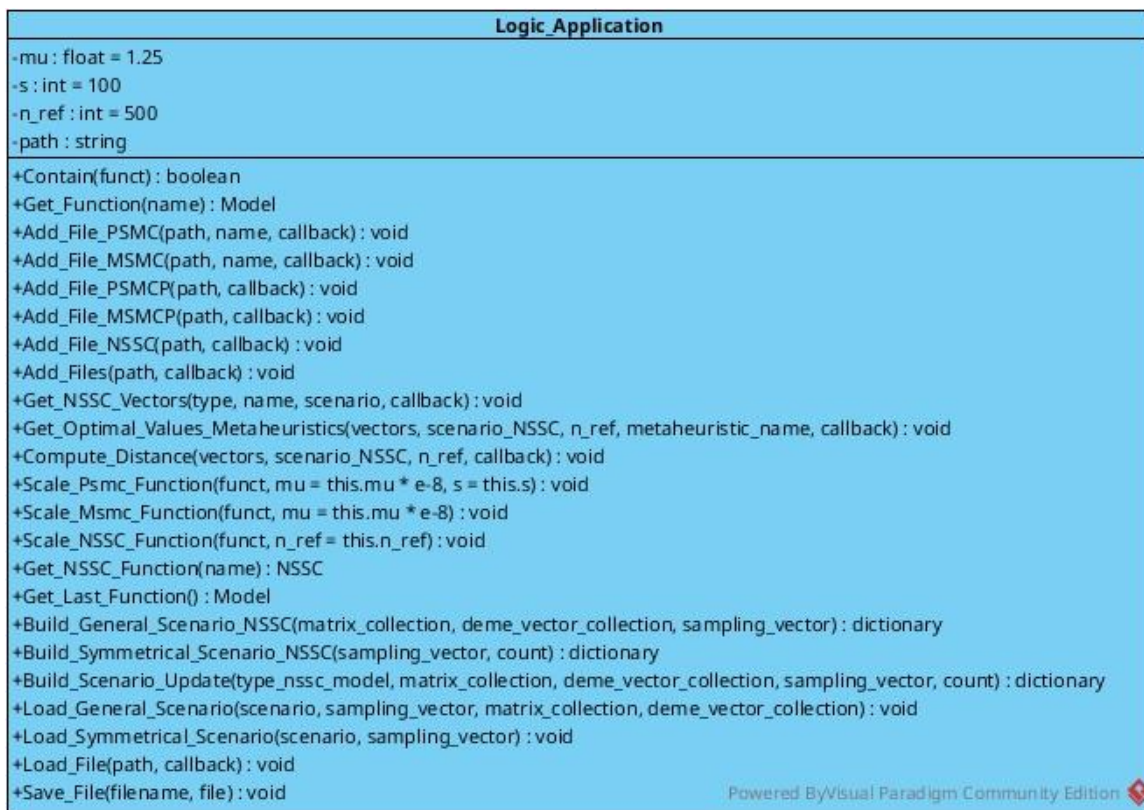 Logic_Application
-mu : float = 1.25
-s : int = 100
-n_ref : int = 500
-path : string
+Contain(funct) : boolean
+Get_Function(name) : Model
+Add_File_PSMC(path, name, callback) : void
+Add_File_MSMC(path, name, callback) : void
+Add_File_PSMCP(path, callback) : void
+Add_File_MSMCP(path, callback) : void
+Add_File_NSSC(path, callback) : void
+Add_Files(path, callback) : void
+Get_NSSC_Vectors(type, name, scenario, callback) : void
+Get_Optimal_Values_Metaheuristics(vectors, scenario_NSSC, n_ref, metaheuristic_name, callback) : void
+Compute_Distance(vectors, scenario_NSSC, n_ref, callback) : void
+Scale_Psmc_Function(funct, mu = this.mu * e-8, s = this.s) : void
+Scale_Msmc_Function(funct, mu = this.mu * e-8) : void
+Scale_NSSC_Function(funct, n_ref = this.n_ref) : void
+Get_NSSC_Function(name) : NSSC
+Get_Last_Function() : Model
+Build_General_Scenario_NSSC(matrix_collection, deme_vector_collection, sampling_vector) : dictionary
+Build_Symmetrical_Scenario_NSSC(sampling_vector, count) : dictionary
+Build_Scenario_Update(type_nssc_model, matrix_collection, deme_vector_collection, sampling_vector, count) : dictionary
+Load_General_Scenario(scenario, sampling_vector, matrix_collection, deme_vector_collection) : void
+Load_Symmetrical_Scenario(scenario, sampling_vector) : void
+Load_File(path, callback) : void
+Save_File(filename, file) : void
Powered ByVisual Paradigm Community Edition